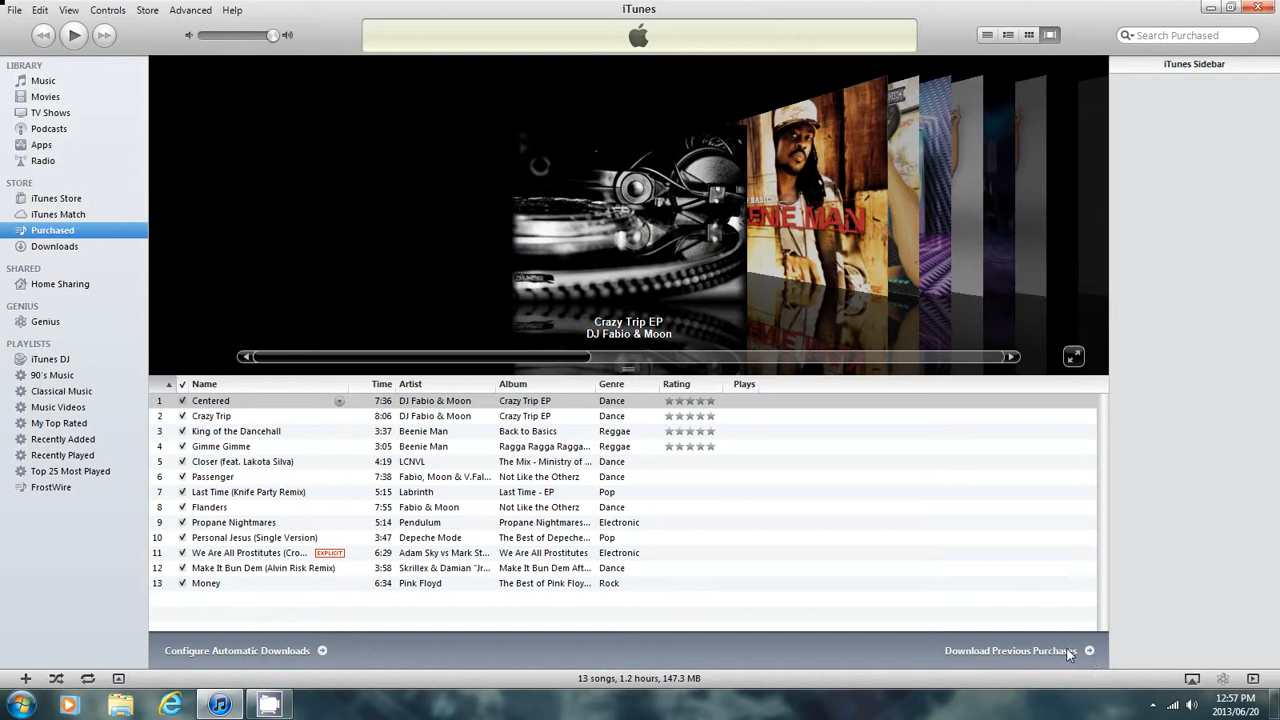 File Edit View Controls Store Advanced Help
iTunes
Search Purchased
LIBRARY
Music
Movies
TV Shows
Podcasts
Apps
Radio
STORE
iTunes Store
iTunes Match
Purchased
Downloads
SHARED
Home Sharing
GENIUS
Genius
PLAYLISTS
iTunes DJ
90's Music
Classical Music
Music Videos
My Top Rated
Recently Added
Recently Played
Top 25 Most Played
FrostWire
iTunes Sidebar
BASIC
ENIE MAN
Crazy Trip EP
DJ Fabio & Moon
Name Time Artist Album Genre Rating Plays
1 Centered 7:36 DJ Fabio & Moon Crazy Trip EP Dance
2 Crazy Trip 8:06 DJ Fabio & Moon Crazy Trip EP Dance
3 King of the Dancehall 3:37 Beenie Man Back to Basics Reggae
4 Gimme Gimme 3:05 Beenie Man Ragga Ragga Ragga... Reggae
5 Closer (feat. Lakota Silva) 4:19 LCNVL The Mix - Ministry of ... Dance
6 Passenger 7:38 Fabio, Moon & V.Fal... Not Like the Otherz Dance
7 Last Time (Knife Party Remix) 5:15 Labrinth Last Time - EP Pop
8 Flanders 7:55 Fabio & Moon Not Like the Otherz Dance
9 Propane Nightmares 5:14 Pendulum Propane Nightmares... Electronic
10 Personal Jesus (Single Version) 3:47 Depeche Mode The Best of Depeche... Pop
11 We Are All Prostitutes (Cro... EXPLICIT 6:29 Adam Sky vs Mark St... We Are All Prostitutes Electronic
12 Make It Bun Dem (Alvin Risk Remix) 3:58 Skrillex & Damian "Jr... Make It Bun Dem Aft... Dance
13 Money 6:34 Pink Floyd The Best of Pink Floy... Rock
Configure Automatic Downloads Download Previous Purchases
13 songs, 1.2 hours, 147.3 MB
12:57 PM
2013/06/20